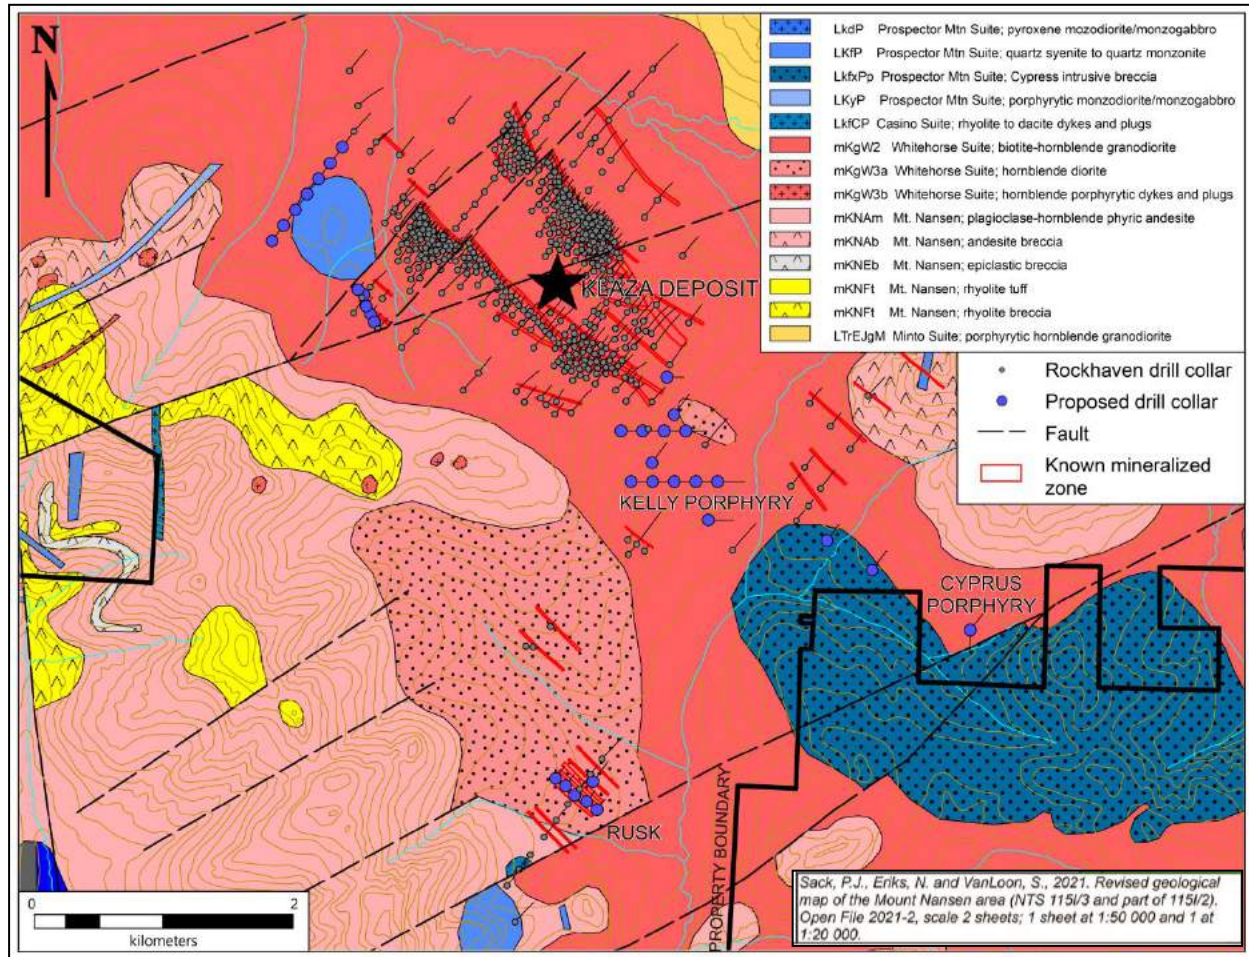 N
LkdP Prospector Mtn Suite; pyroxene mozodiorite/monzogabbro
LKfP Prospector Mtn Suite; quartz syenite to quartz monzonite
LkfxPp Prospector Mtn Suite; Cypress intrusive breccia
LKyP Prospector Mtn Suite; porphyrytic monzodiorite/monzogabbro
LkfCP Casino Suite; rhyolite to dacite dykes and plugs
mKgW2 Whitehorse Suite; biotite-hornblende granodiorite
mKgW3a Whitehorse Suite; hornblende diorite
mKgW3b Whitehorse Suite; hornblende porphyrytic dykes and plugs
mKNAm Mt. Nansen; plagioclase-hornblende phyric andesite
mKNAb Mt. Nansen; andesite breccia
mKNEb Mt. Nansen; epiclastic breccia
mKNFt Mt. Nansen; rhyolite tuff
mKNFt Mt. Nansen; rhyolite breccia
LTrEJgM Minto Suite; porphyrytic hornblende granodiorite
Rockhaven drill collar
Proposed drill collar
Fault
Known mineralized
zone
KLAZA DEPOSIT
KELLY PORPHYRY
CYPRUS
PORPHYRY
RUSK
PROPERTY BOUNDARY
0 2
kilometers
Sack, P.J., Eriks, N. and VanLoon, S., 2021. Revised geological
map of the Mount Nansen area (NTS 115I/3 and part of 115I/2).
Open File 2021-2, scale 2 sheets; 1 sheet at 1:50 000 and 1 at
1:20 000.